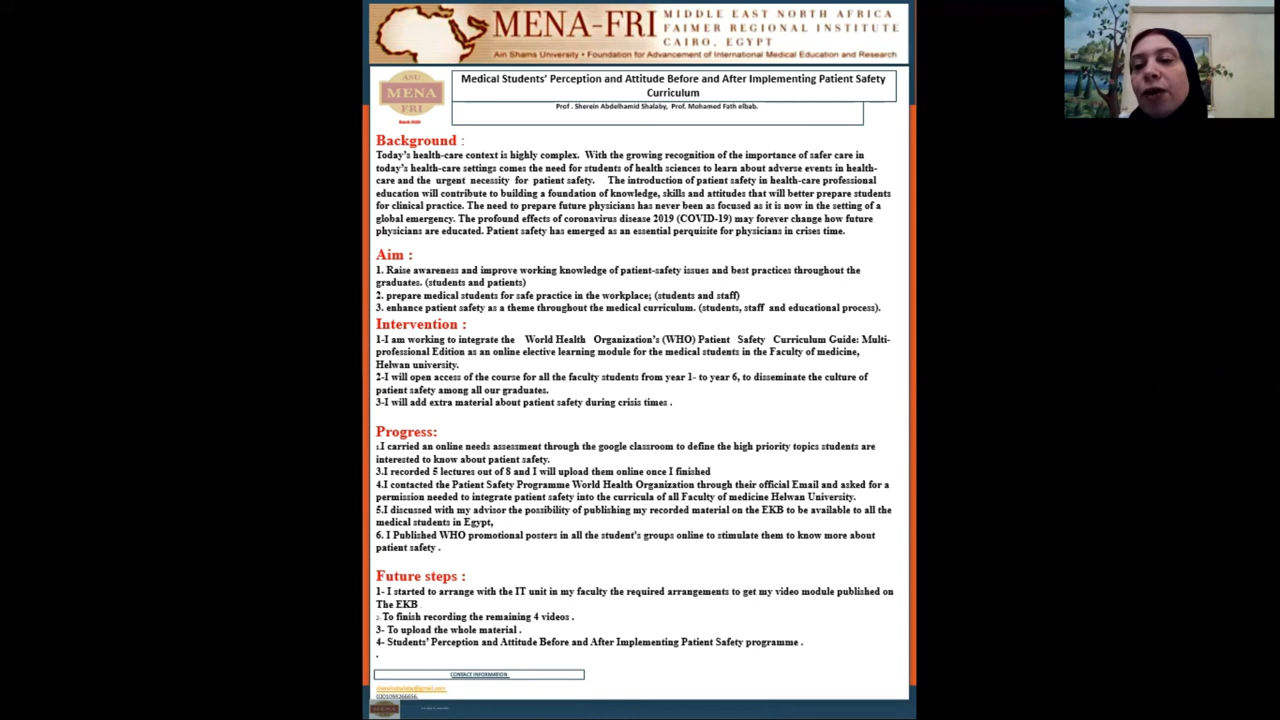 MENA-FRI
MIDDLE EAST NORTH AFRICA
FAIMER REGIONAL INSTITUTE
CAIRO, EGYPT
Ain Shams University • Foundation for Advancement of International Medical Education and Research
ASU
MENA
FRI
Medical Students' Perception and Attitude Before and After Implementing Patient Safety
Curriculum
Prof . Sherein Abdelhamid Shalaby, Prof. Mohamed Fath elbab.
Background :
Today's health-care context is highly complex. With the growing recognition of the importance of safer care in
today's health-care settings comes the need for students of health sciences to learn about adverse events in health-
care and the urgent necessity for patient safety. The introduction of patient safety in health-care professional
education will contribute to building a foundation of knowledge, skills and attitudes that will better prepare students
for clinical practice. The need to prepare future physicians has never been as focused as it is now in the setting of a
global emergency. The profound effects of coronavirus disease 2019 (COVID-19) may forever change how future
physicians are educated. Patient safety has emerged as an essential perquisite for physicians in crises time.
Aim :
1. Raise awareness and improve working knowledge of patient-safety issues and best practices throughout the
graduates. (students and patients)
2. prepare medical students for safe practice in the workplace; (students and staff)
3. enhance patient safety as a theme throughout the medical curriculum. (students, staff and educational process).
Intervention :
1-I am working to integrate the World Health Organization's (WHO) Patient Safety Curriculum Guide: Multi-
professional Edition as an online elective learning module for the medical students in the Faculty of medicine,
Helwan university.
2-I will open access of the course for all the faculty students from year 1- to year 6, to disseminate the culture of
patient safety among all our graduates.
3-I will add extra material about patient safety during crisis times .
Progress:
1.I carried an online needs assessment through the google classroom to define the high priority topics students are
interested to know about patient safety.
3.I recorded 5 lectures out of 8 and I will upload them online once I finished
4.I contacted the Patient Safety Programme World Health Organization through their official Email and asked for a
permission needed to integrate patient safety into the curricula of all Faculty of medicine Helwan University.
5.I discussed with my advisor the possibility of publishing my recorded material on the EKB to be available to all the
medical students in Egypt,
6. I Published WHO promotional posters in all the student's groups online to stimulate them to know more about
patient safety .
Future steps :
1- I started to arrange with the IT unit in my faculty the required arrangements to get my video module published on
The EKB .
2- To finish recording the remaining 4 videos .
3- To upload the whole material .
4- Students' Perception and Attitude Before and After Implementing Patient Safety programme .
.
CONTACT INFORMATION
MENA